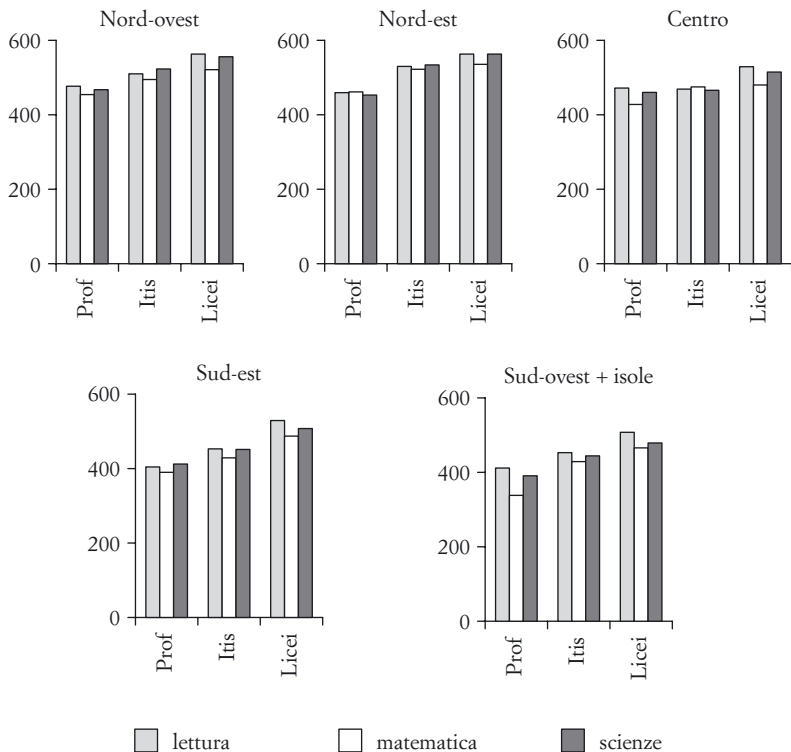 Nord-ovest
600
400
200
0
Prof
Itis
Licei
Nord-est
600
400
200
0
Prof
Itis
Licei
Centro
600
400
200
0
Prof
Itis
Licei
Sud-est
600
400
200
0
Prof
Itis
Licei
Sud-ovest + isole
600
400
200
0
Prof
Itis
Licei
lettura
matematica
scienze